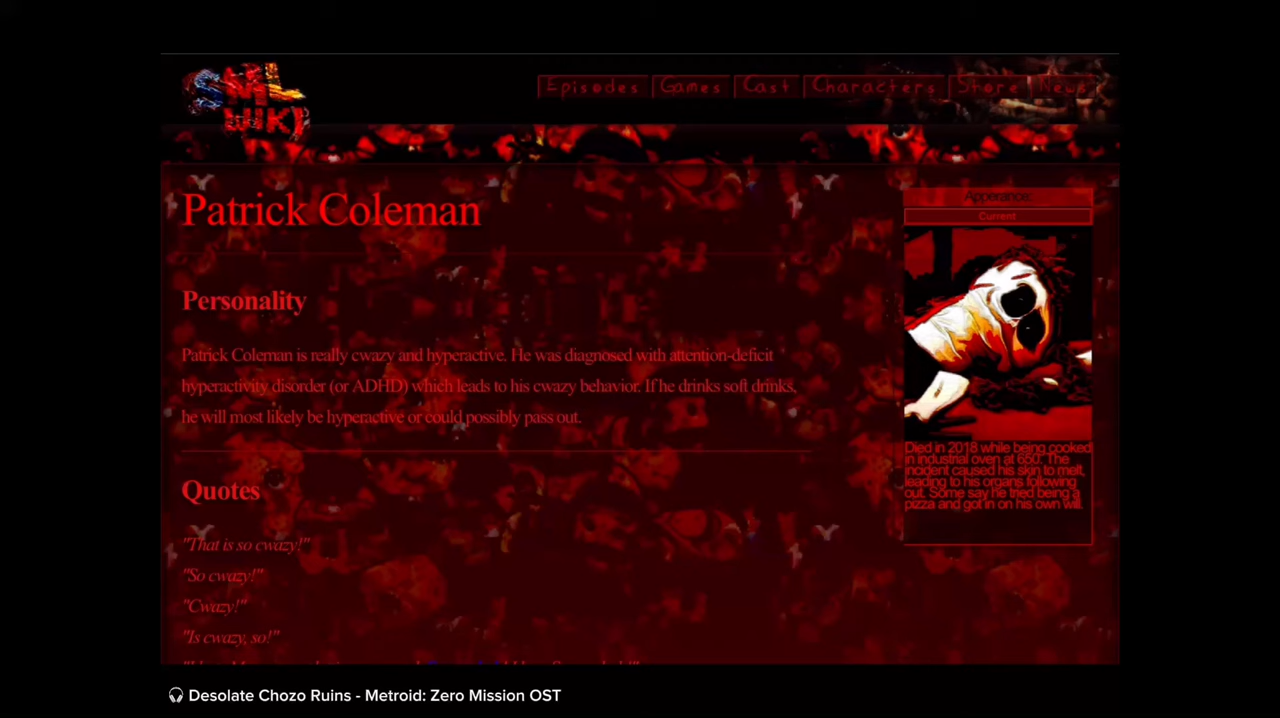 SML
WIKI
Episodes Games Cast Characters Store News
Patrick Coleman
Apperance:
Current
Personality
Patrick Coleman is really cwazy and hyperactive. He was diagnosed with attention-deficit
hyperactivity disorder (or ADHD) which leads to his cwazy behavior. If he drinks soft drinks,
he will most likely be hyperactive or could possibly pass out.
Died in 2018 while being cooked
in industrial oven at 650. The
incident caused his skin to melt,
leading to his organs following
out. Some say he tried being a
pizza and got in on his own will.
Quotes
"That is so cwazy!"
"So cwazy!"
"Cwazy!"
"Is cwazy, so!"
Desolate Chozo Ruins - Metroid: Zero Mission OST